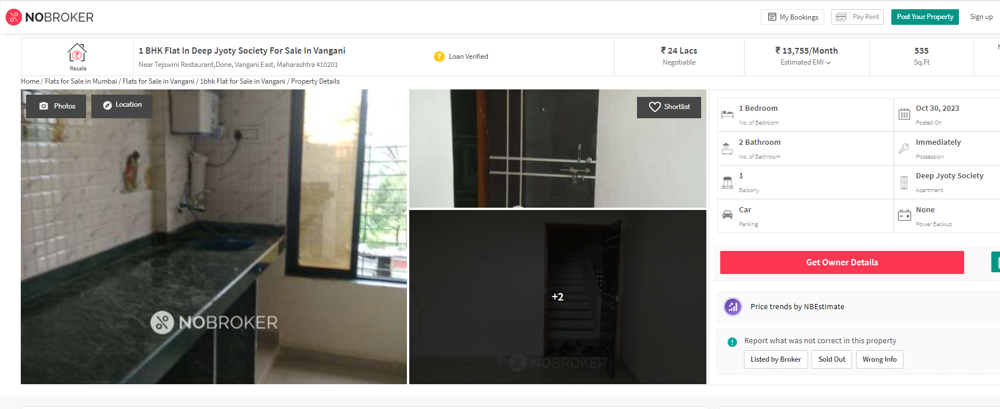 NOBROKER
My Bookings
Pay Rent
Post Your Property
Sign up
Resale
1 BHK Flat In Deep Jyoty Society For Sale In Vangani
Near Tejswini Restaurant,Done, Vangani East, Maharashtra 410201
Loan Verified
₹ 24 Lacs
Negotiable
₹ 13,755/Month
Estimated EMI
535
Sq.Ft
Home / Flats for Sale in Mumbai / Flats for Sale in Vangani / 1bhk Flat for Sale in Vangani / Property Details
Photos
Location
Shortlist
NOBROKER
+2
NOBROKER
1 Bedroom
No. of Bedroom
Oct 30, 2023
Posted On
2 Bathroom
No. of Bathroom
Immediately
Possession
1
Balcony
Deep Jyoty Society
Apartment
Car
Parking
None
Power Backup
Get Owner Details
Price trends by NBEstimate
Report what was not correct in this property
Listed by Broker
Sold Out
Wrong Info